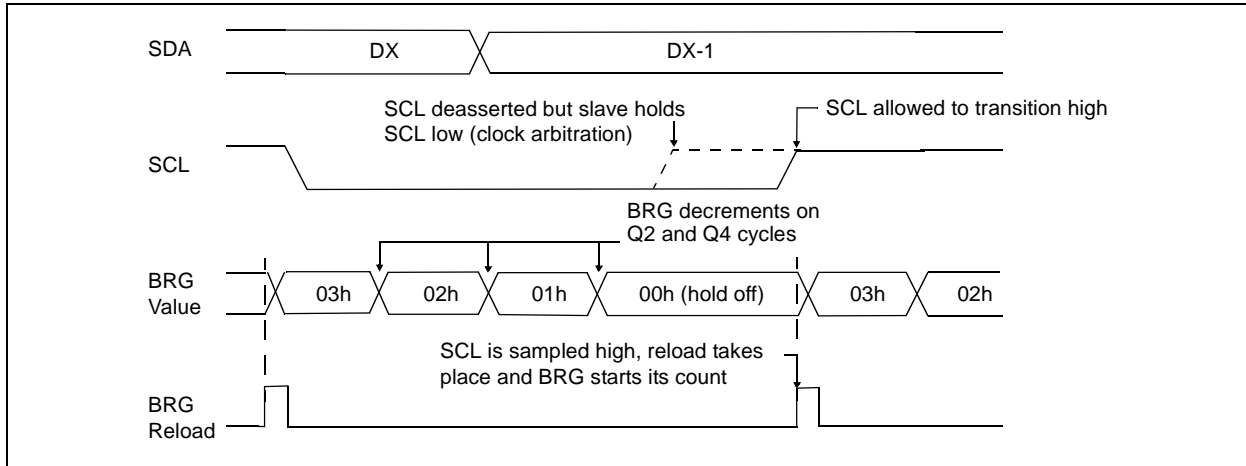 SDA
DX
DX-1
SCL deasserted but slave holds
SCL low (clock arbitration)
SCL allowed to transition high
SCL
BRG decrements on
Q2 and Q4 cycles
BRG
Value
03h
02h
01h
00h (hold off)
03h
02h
SCL is sampled high, reload takes
place and BRG starts its count
BRG
Reload